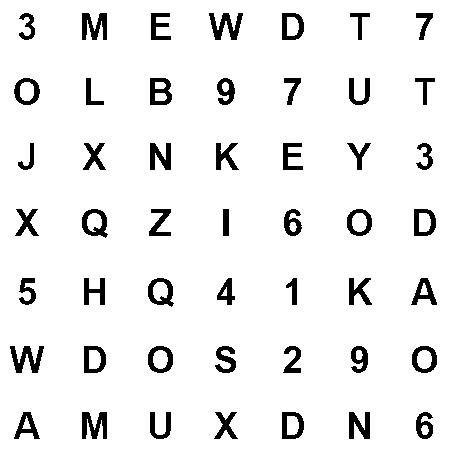 3 M E W D T 7
O L B 9 7 U T
J X N K E Y 3
X Q Z I 6 O D
5 H Q 4 1 K A
W D O S 2 9 O
A M U X D N 6